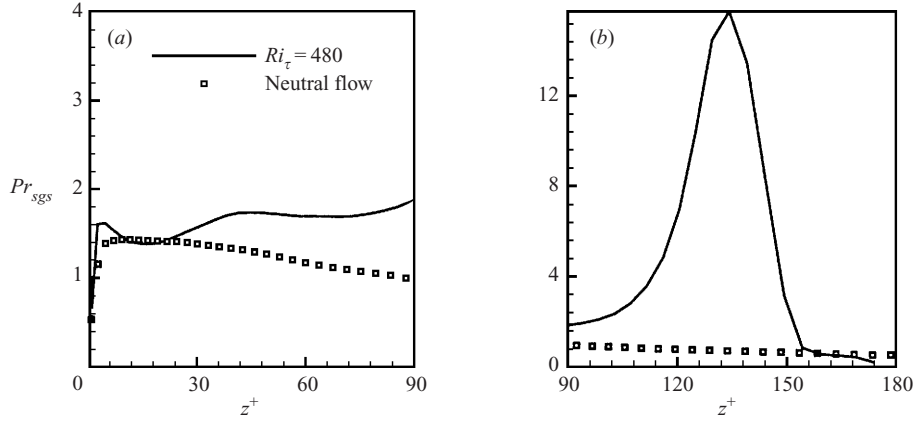 4
(a)
Ri_τ = 480
Neutral flow
3
2
Pr_sgs
1
0
30
60
90
z^+
(b)
12
8
4
0
90
120
150
180
z^+